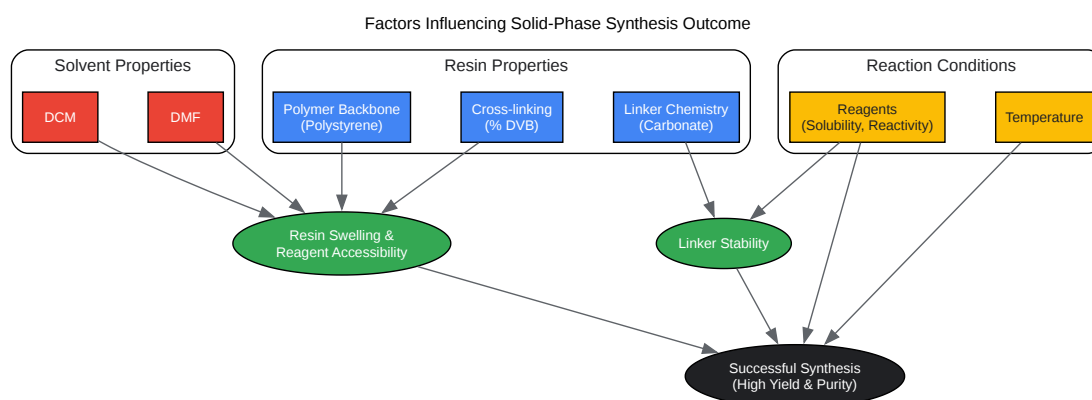 Factors Influencing Solid-Phase Synthesis Outcome
Solvent Properties
DCM
DMF
Resin Properties
Polymer Backbone
(Polystyrene)
Cross-linking
(% DVB)
Linker Chemistry
(Carbonate)
Reaction Conditions
Reagents
(Solubility, Reactivity)
Temperature
Resin Swelling &
Reagent Accessibility
Linker Stability
Successful Synthesis
(High Yield & Purity)